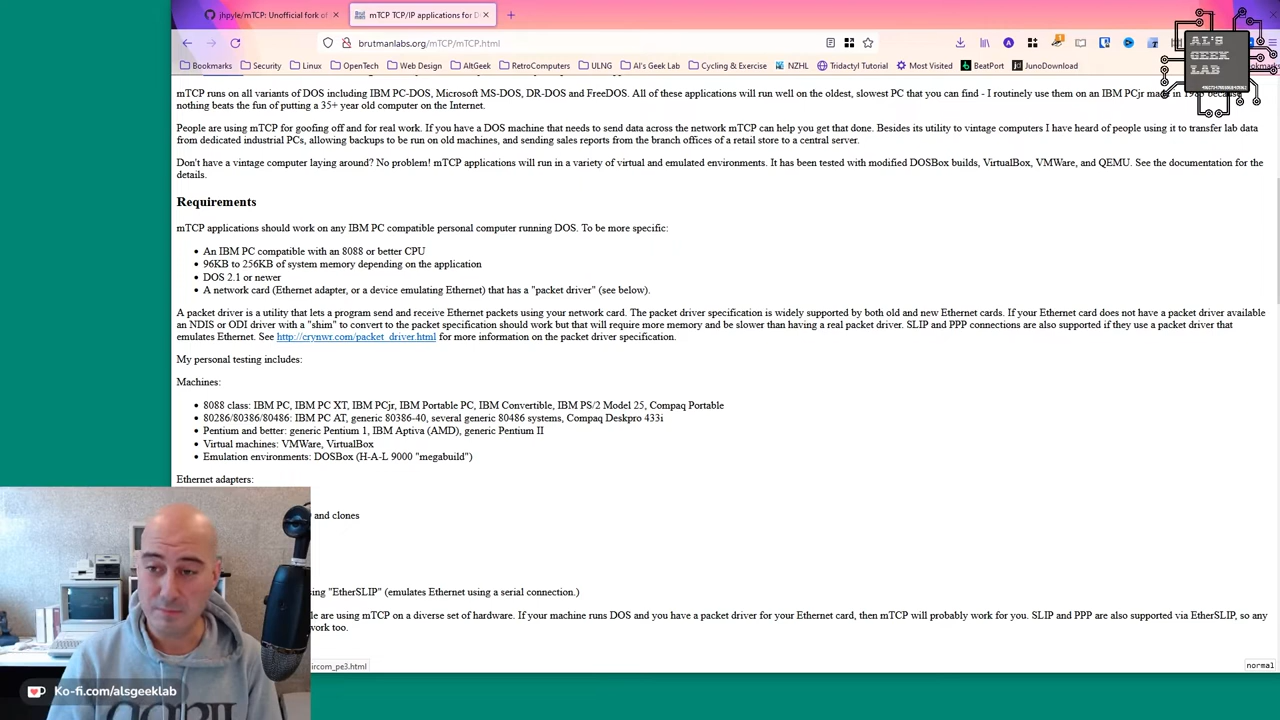 jhpyle/mTCP: Unofficial fork of
mTCP TCP/IP applications for D
brutmanlabs.org/mTCP/mTCP.html
Bookmarks
Security
Linux
OpenTech
Web Design
AltGeek
RetroComputers
ULNG
Al's Geek Lab
Cycling & Exercise
NZHL
Tridactyl Tutorial
Most Visited
BeatPort
JunoDownload
AL'S
GEEK
LAB
mTCP runs on all variants of DOS including IBM PC-DOS, Microsoft MS-DOS, DR-DOS and FreeDOS. All of these applications will run well on the oldest, slowest PC that you can find - I routinely use them on an IBM PCjr made in because
nothing beats the fun of putting a 35+ year old computer on the Internet.
People are using mTCP for goofing off and for real work. If you have a DOS machine that needs to send data across the network mTCP can help you get that done. Besides its utility to vintage computers I have heard of people using it to transfer lab data
from dedicated industrial PCs, allowing backups to be run on old machines, and sending sales reports from the branch offices of a retail store to a central server.
Don't have a vintage computer laying around? No problem! mTCP applications will run in a variety of virtual and emulated environments. It has been tested with modified DOSBox builds, VirtualBox, VMWare, and QEMU. See the documentation for the
details.
Requirements
mTCP applications should work on any IBM PC compatible personal computer running DOS. To be more specific:
• An IBM PC compatible with an 8088 or better CPU
• 96KB to 256KB of system memory depending on the application
• DOS 2.1 or newer
• A network card (Ethernet adapter, or a device emulating Ethernet) that has a "packet driver" (see below).
A packet driver is a utility that lets a program send and receive Ethernet packets using your network card. The packet driver specification is widely supported by both old and new Ethernet cards. If your Ethernet card does not have a packet driver available
an NDIS or ODI driver with a "shim" to convert to the packet specification should work but that will require more memory and be slower than having a real packet driver. SLIP and PPP connections are also supported if they use a packet driver that
emulates Ethernet. See http://crynwr.com/packet_driver.html for more information on the packet driver specification.
My personal testing includes:
Machines:
• 8088 class: IBM PC, IBM PC XT, IBM PCjr, IBM Portable PC, IBM Convertible, IBM PS/2 Model 25, Compaq Portable
• 80286/80386/80486: IBM PC AT, generic 80386-40, several generic 80486 systems, Compaq Deskpro 433i
• Pentium and better: generic Pentium 1, IBM Aptiva (AMD), generic Pentium II
• Virtual machines: VMWare, VirtualBox
• Emulation environments: DOSBox (H-A-L 9000 "megabuild")
Ethernet adapters:
and clones
"EtherSLIP" (emulates Ethernet using a serial connection.)
are using mTCP on a diverse set of hardware. If your machine runs DOS and you have a packet driver for your Ethernet card, then mTCP will probably work for you. SLIP and PPP are also supported via EtherSLIP, so any
work too.
ircom_pe3.html
normal
Ko-fi.com/alsgeeklab